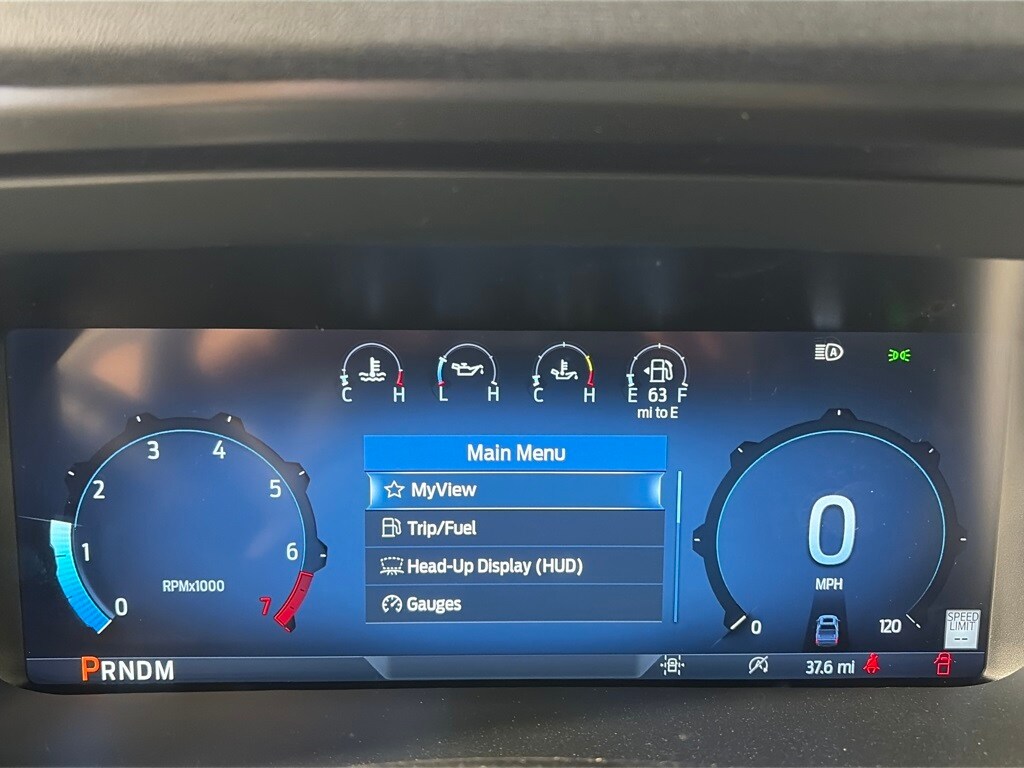 C H
L H
C H
E 63 F
mi to E
Main Menu
MyView
Trip/Fuel
Head-Up Display (HUD)
Gauges
0
1
2
3
4
5
6
7
RPMx1000
0
MPH
0
120
A
SPEED
LIMIT
--
PRNDM
37.6 mi